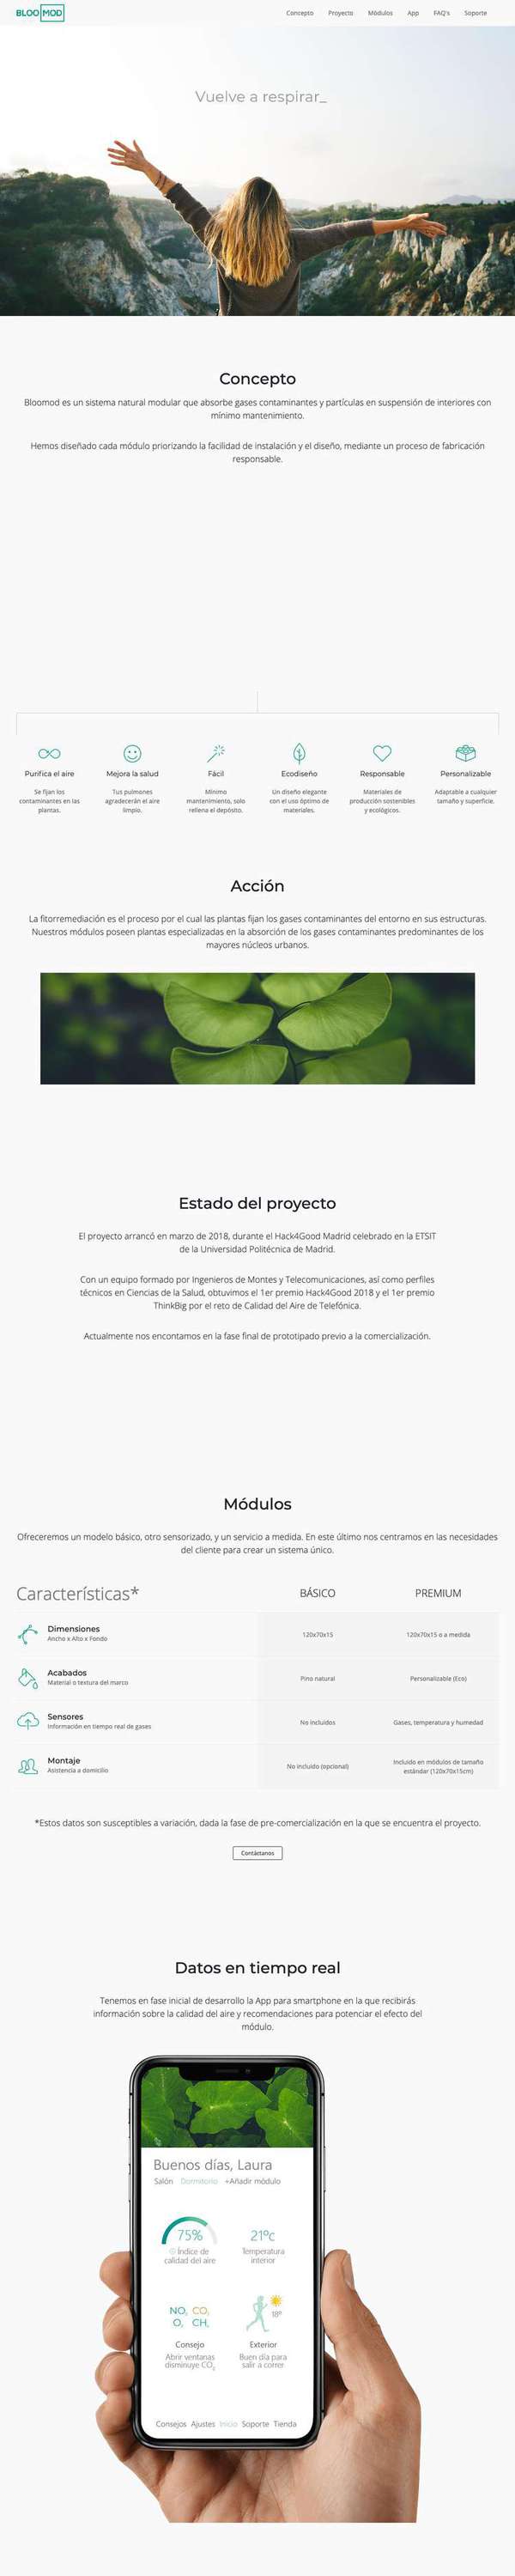 BLOOMOD
Concepto Proyecto Módulos App FAQ's Soporte
Vuelve a respirar_
Concepto
Bloomod es un sistema natural modular que absorbe gases contaminantes y partículas en suspensión de interiores con
mínimo mantenimiento.
Hemos diseñado cada módulo priorizando la facilidad de instalación y el diseño, mediante un proceso de fabricación
responsable.
Purifica el aire
Se fijan los
contaminantes en las
plantas.
Mejora la salud
Tus pulmones
agradecerán el aire
limpio.
Fácil
Mínimo
mantenimiento, solo
rellena el depósito.
Ecodiseño
Un diseño elegante
con el uso óptimo de
materiales.
Responsable
Materiales de
producción sostenibles
y ecológicos.
Personalizable
Adaptable a cualquier
tamaño y superficie.
Acción
La fitorremediación es el proceso por el cual las plantas fijan los gases contaminantes del entorno en sus estructuras.
Nuestros módulos poseen plantas especializadas en la absorción de los gases contaminantes predominantes de los
mayores núcleos urbanos.
Estado del proyecto
El proyecto arrancó en marzo de 2018, durante el Hack4Good Madrid celebrado en la ETSIT
de la Universidad Politécnica de Madrid.
Con un equipo formado por Ingenieros de Montes y Telecomunicaciones, así como perfiles
técnicos en Ciencias de la Salud, obtuvimos el 1er premio Hack4Good 2018 y el 1er premio
ThinkBig por el reto de Calidad del Aire de Telefónica.
Actualmente nos encontamos en la fase final de prototipado previo a la comercialización.
Módulos
Ofreceremos un modelo básico, otro sensorizado, y un servicio a medida. En este último nos centramos en las necesidades
del cliente para crear un sistema único.
Características* BÁSICO PREMIUM
Dimensiones
Ancho x Alto x Fondo
120x70x15
120x70x15 o a medida
Acabados
Material o textura del marco
Pino natural
Personalizable (Eco)
Sensores
Información en tiempo real de gases
No incluidos
Gases, temperatura y humedad
Montaje
Asistencia a domicilio
No incluido (opcional)
Incluido en módulos de tamaño
estándar (120x70x15cm)
*Estos datos son susceptibles a variación, dada la fase de pre-comercialización en la que se encuentra el proyecto.
Contáctanos
Datos en tiempo real
Tenemos en fase inicial de desarrollo la App para smartphone en la que recibirás
información sobre la calidad del aire y recomendaciones para potenciar el efecto del
módulo.
Buenos días, Laura
Salón Dormitorio +Añadir módulo
75%
Índice de
calidad del aire
21ºc
Temperatura
interior
NO, CO,
O, CH,
Consejo
Abrir ventanas
disminuye CO2
18º
Exterior
Buen día para
salir a correr
Consejos Ajustes Inicio Soporte Tienda